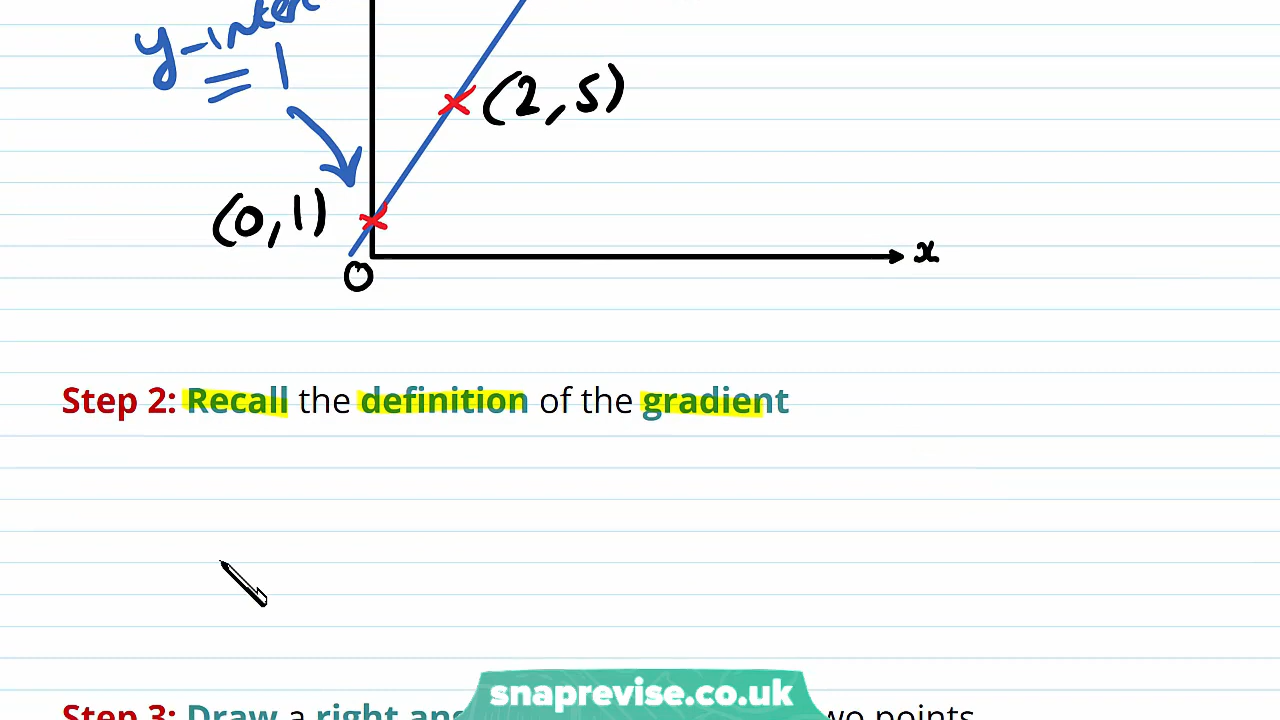 y-inter
= 1
(2, 5)
(0, 1)
x
O
Step 2: Recall the definition of the gradient
snaprevise.co.uk
Step 3: Draw a right points